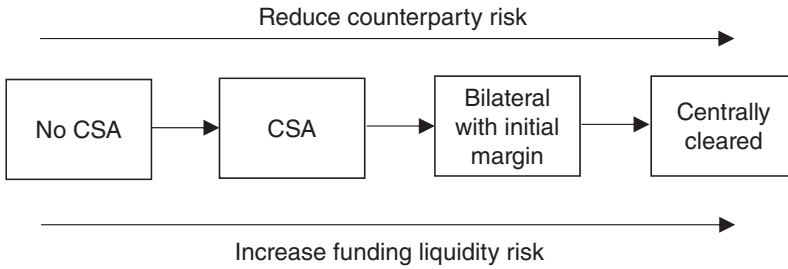 Reduce counterparty risk
No CSA
CSA
Bilateral
with initial
margin
Centrally
cleared
Increase funding liquidity risk